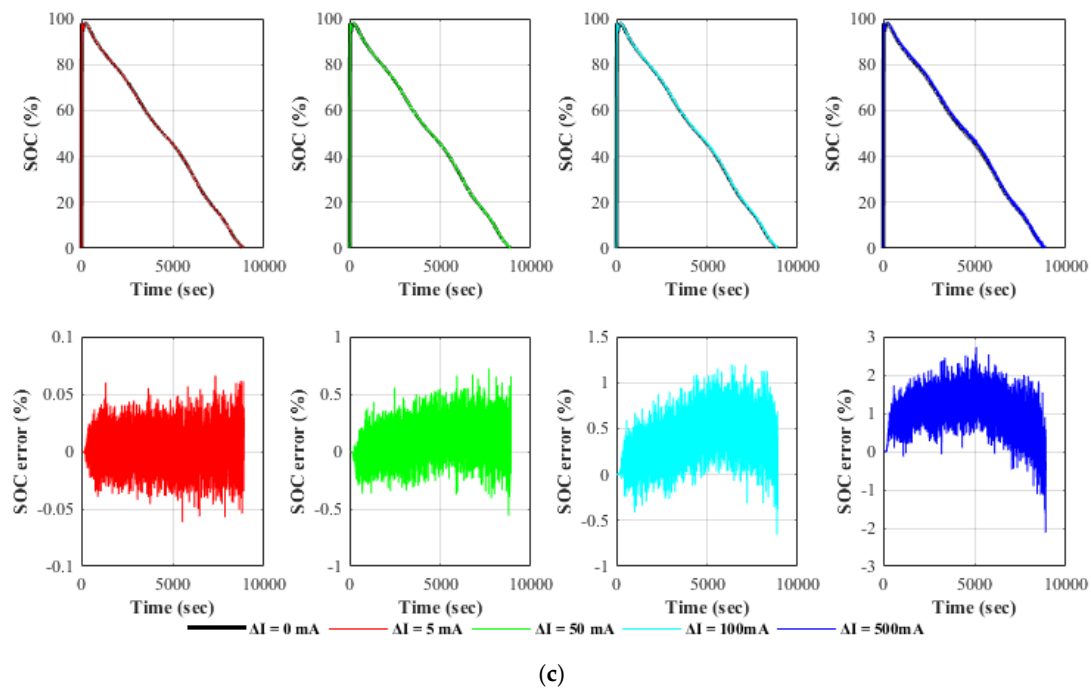 SOC (%)
100
80
60
40
20
0
0 5000 10000
Time (sec)
SOC (%)
100
80
60
40
20
0
0 5000 10000
Time (sec)
SOC (%)
100
80
60
40
20
0
0 5000 10000
Time (sec)
SOC (%)
100
80
60
40
20
0
0 5000 10000
Time (sec)
SOC error (%)
0.1
0.05
0
-0.05
-0.1
0 5000 10000
Time (sec)
SOC error (%)
1
0.5
0
-0.5
-1
0 5000 10000
Time (sec)
SOC error (%)
1.5
1
0.5
0
-0.5
-1
0 5000 10000
Time (sec)
SOC error (%)
3
2
1
0
-1
-2
-3
0 5000 10000
Time (sec)
ΔI = 0 mA ΔI = 5 mA ΔI = 50 mA ΔI = 100mA ΔI = 500mA
(c)